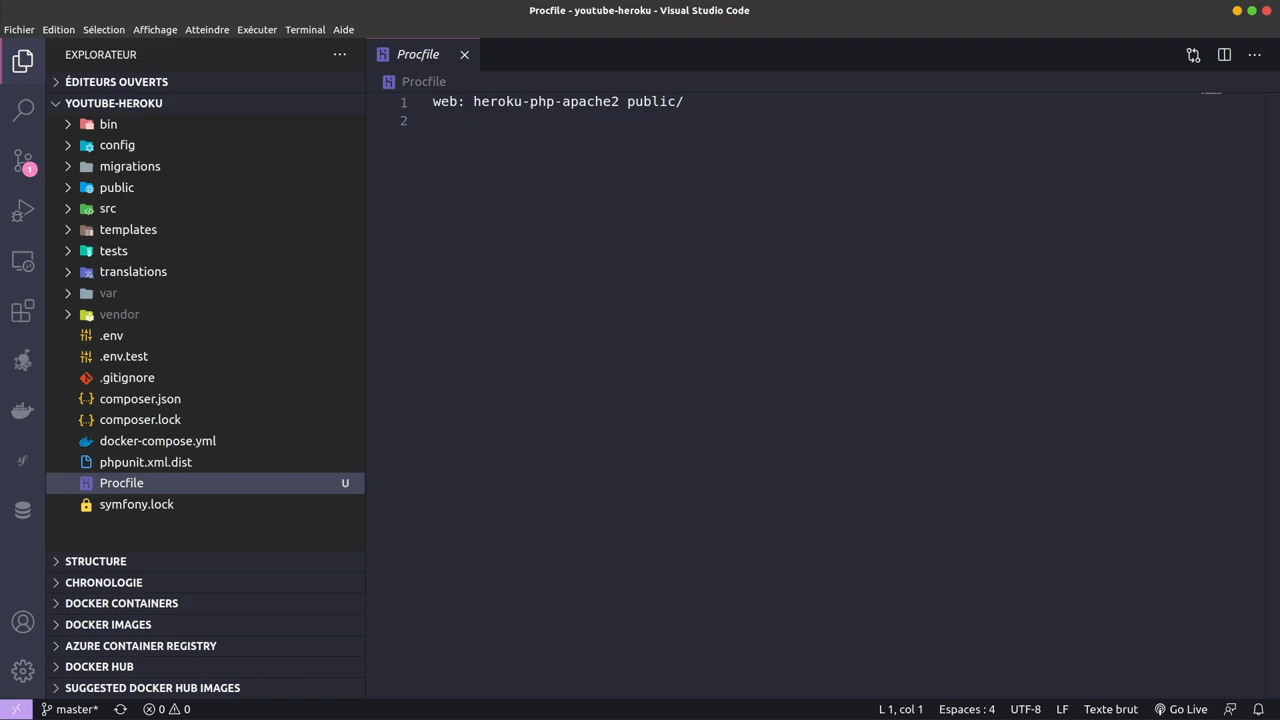 Procfile - youtube-heroku - Visual Studio Code
Fichier Edition Sélection Affichage Atteindre Exécuter Terminal Aide
EXPLORATEUR
ÉDITEURS OUVERTS
YOUTUBE-HEROKU
bin
config
migrations
public
src
templates
tests
translations
var
vendor
.env
.env.test
.gitignore
composer.json
composer.lock
docker-compose.yml
phpunit.xml.dist
Procfile U
symfony.lock
STRUCTURE
CHRONOLOGIE
DOCKER CONTAINERS
DOCKER IMAGES
AZURE CONTAINER REGISTRY
DOCKER HUB
SUGGESTED DOCKER HUB IMAGES
1
Procfile
Procfile
1 web: heroku-php-apache2 public/
2
master* 0 0
L 1, col 1 Espaces : 4 UTF-8 LF Texte brut Go Live